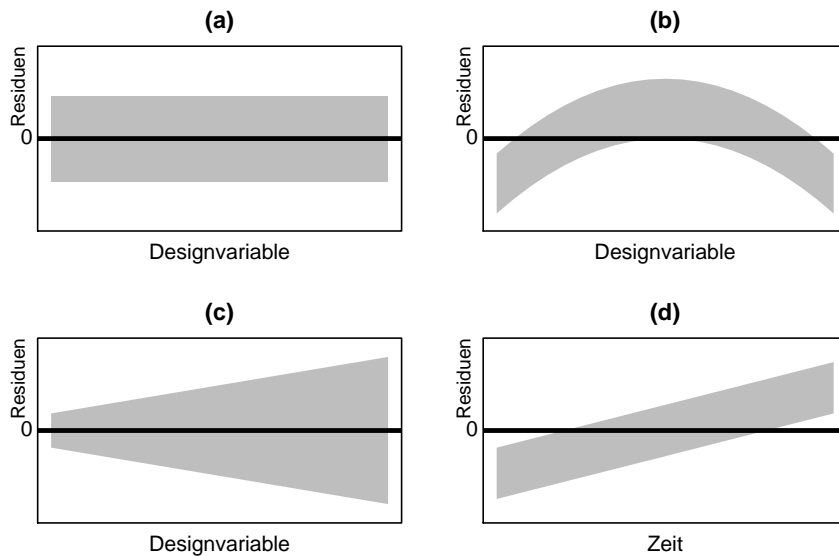 (a)
Residuen
0
Designvariable
(b)
Residuen
0
Designvariable
(c)
Residuen
0
Designvariable
(d)
Residuen
0
Zeit